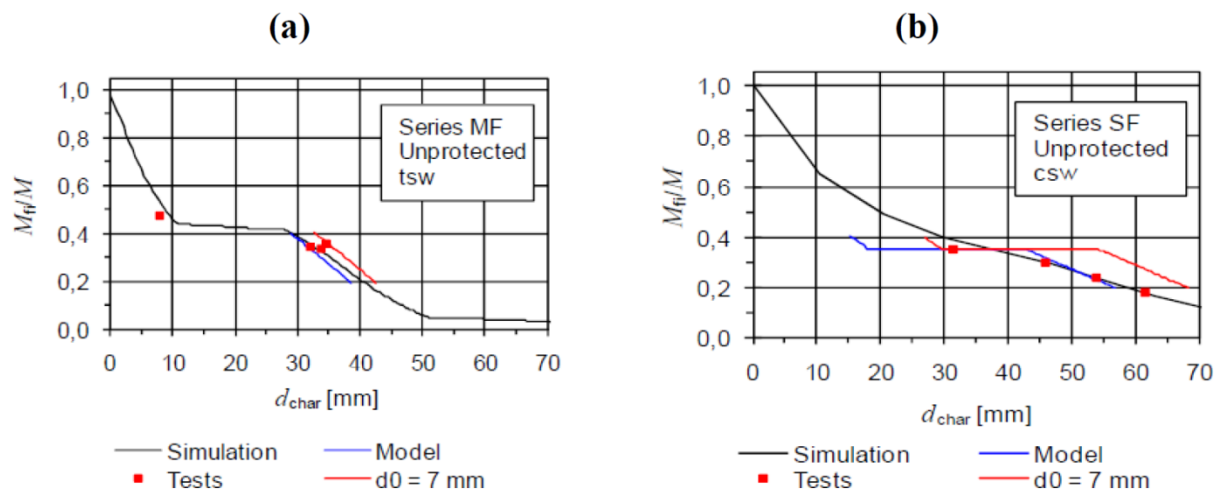 (a)
1,0
0,8
0,6
0,4
0,2
0,0
Mfi/M
Series MF
Unprotected
tsw
0 10 20 30 40 50 60 70
dchar [mm]
Simulation Model
Tests d0 = 7 mm
(b)
1,0
0,8
0,6
0,4
0,2
0,0
Mfi/M
Series SF
Unprotected
csw
0 10 20 30 40 50 60 70
dchar [mm]
Simulation Model
Tests d0 = 7 mm